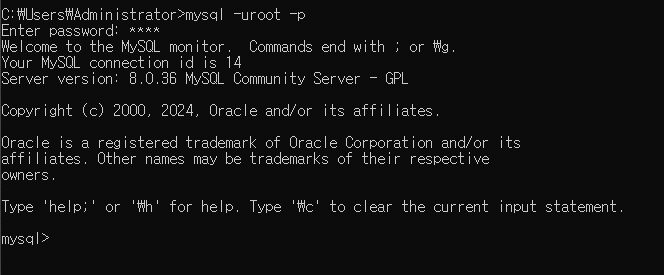 C:₩Users₩Administrator>mysql -uroot -p
Enter password: ****
Welcome to the MySQL monitor.  Commands end with ; or ₩g.
Your MySQL connection id is 14
Server version: 8.0.36 MySQL Community Server - GPL

Copyright (c) 2000, 2024, Oracle and/or its affiliates.

Oracle is a registered trademark of Oracle Corporation and/or its
affiliates. Other names may be trademarks of their respective
owners.

Type 'help;' or '₩h' for help. Type '₩c' to clear the current input statement.

mysql>